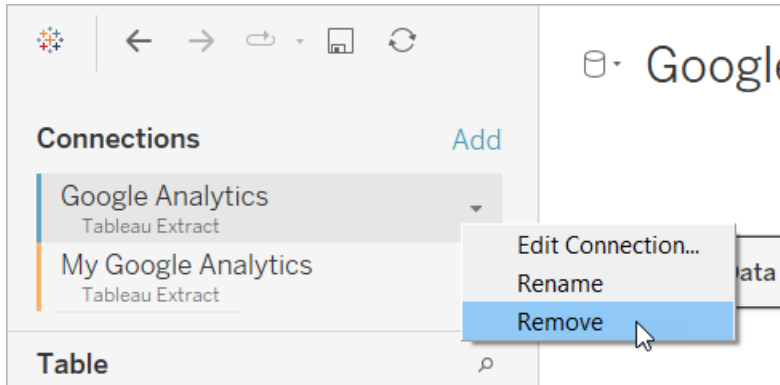 Google
Connections
Add
Google Analytics
Tableau Extract
My Google Analytics
Tableau Extract
Edit Connection...
Rename
Remove
Table